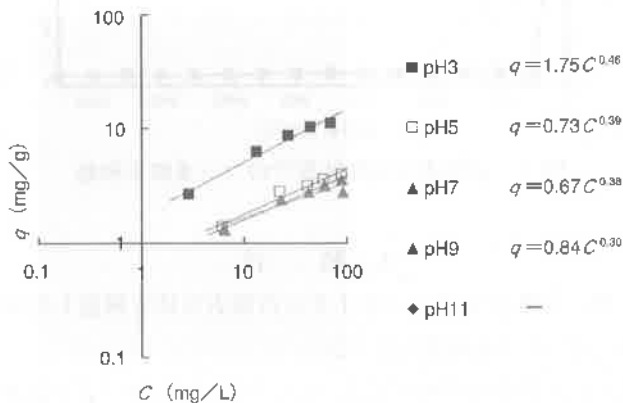 100
10
1
0.1
q (mg/g)
0.1
1
10
100
C (mg/L)
■ pH3 q=1.75C^0.46
□ pH5 q=0.73C^0.39
▲ pH7 q=0.67C^0.38
▲ pH9 q=0.84C^0.30
◆ pH11 —